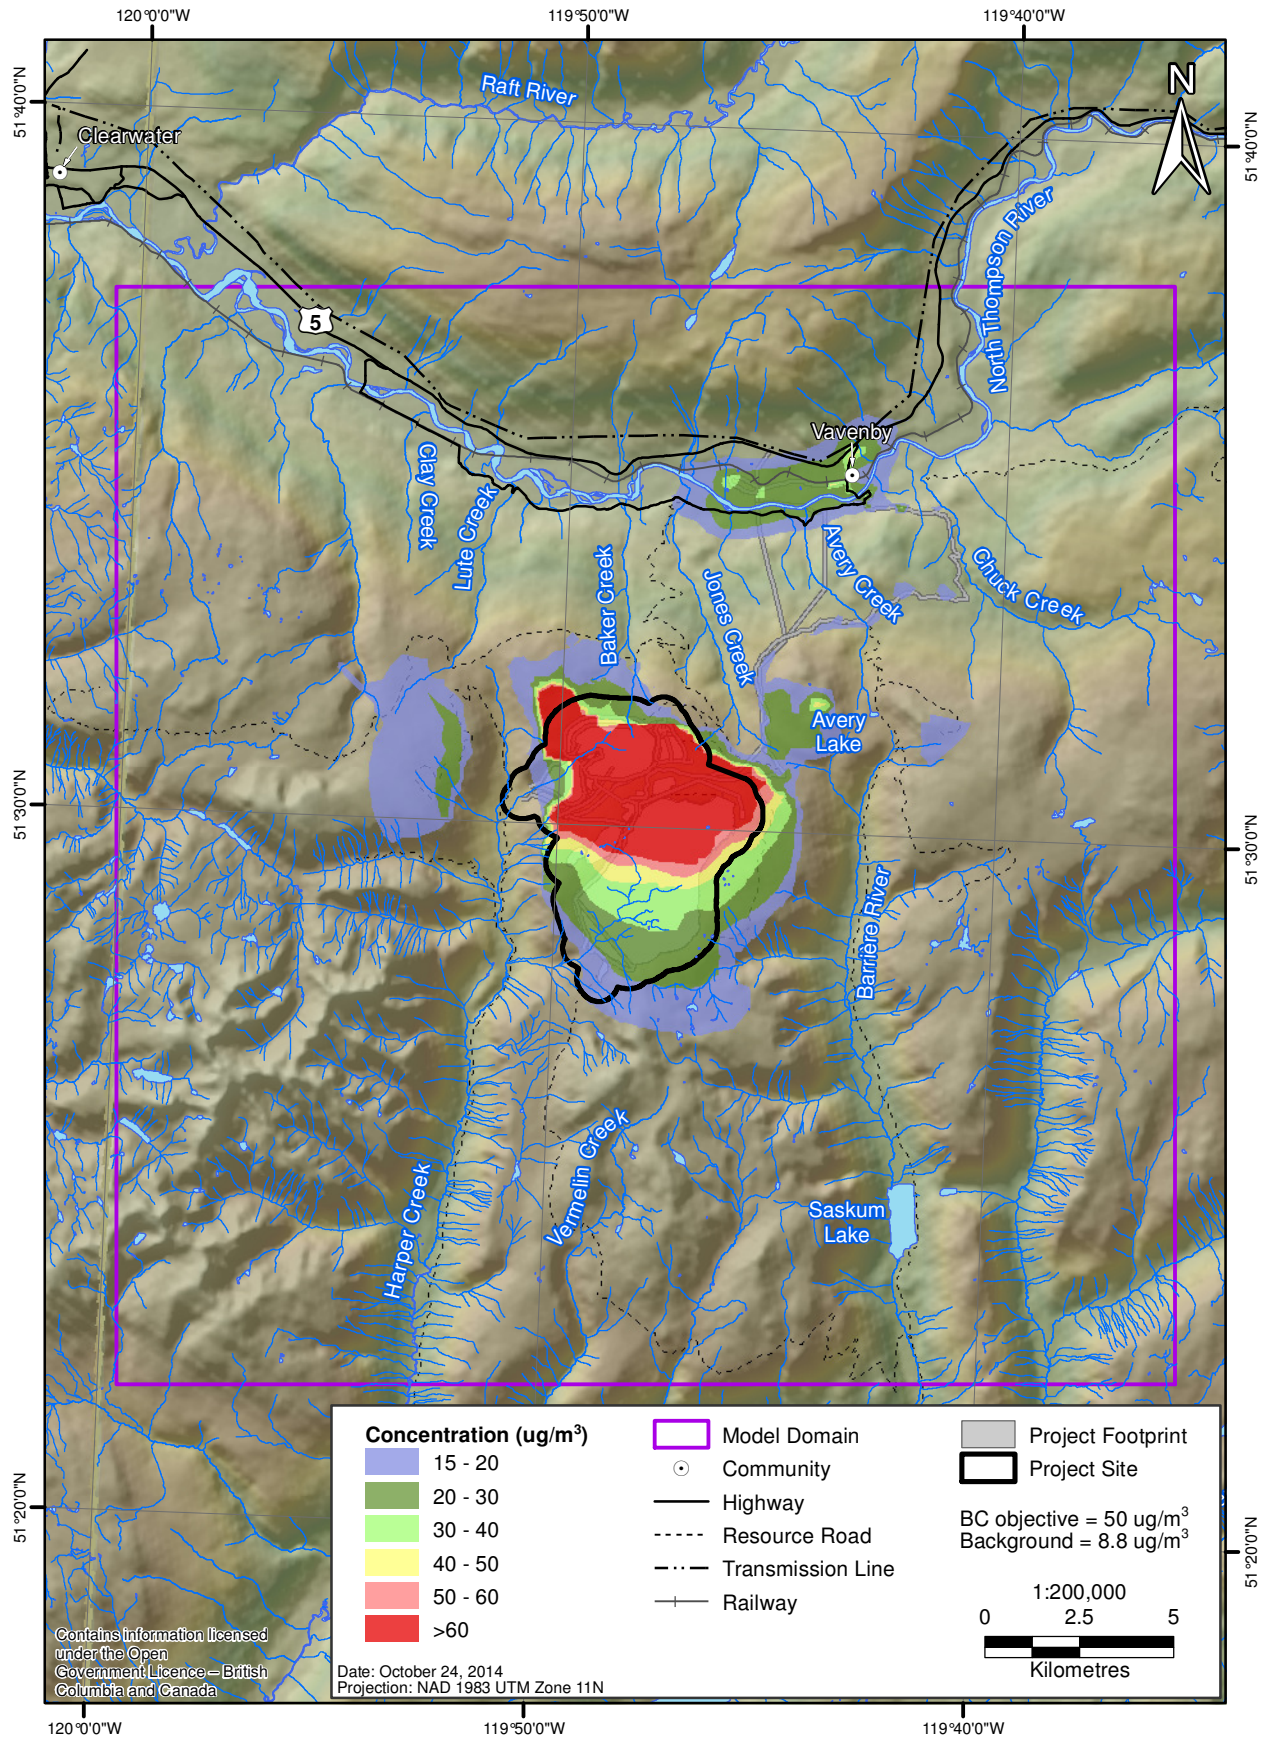 120°0'0"W
119°50'0"W
119°40'0"W
51°40'0"N
51°40'0"N
N
Raft River
Clearwater
North Thompson River
5
Vavenby
Clay Creek
Lute Creek
Baker Creek
Jones Creek
Avery Creek
Chuck Creek
Avery
Lake
51°30'0"N
51°30'0"N
Barrière River
Harper Creek
Vermelin Creek
Saskum
Lake
51°20'0"N
51°20'0"N
Concentration (ug/m³)
15 - 20
20 - 30
30 - 40
40 - 50
50 - 60
>60
Model Domain
Community
Highway
Resource Road
Transmission Line
Railway
Project Footprint
Project Site
BC objective = 50 ug/m³
Background = 8.8 ug/m³
1:200,000
0 2.5 5
Kilometres
Date: October 24, 2014
Projection: NAD 1983 UTM Zone 11N
Contains information licensed
under the Open
Government Licence – British
Columbia and Canada
120°0'0"W
119°50'0"W
119°40'0"W